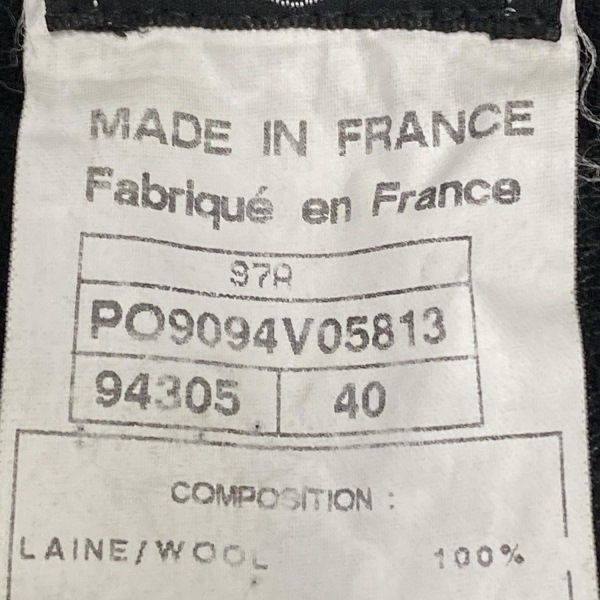 MADE IN FRANCE
Fabriqué en France
97A
PO9094V05813
94305 40
COMPOSITION :
LAINE/WOOL 100%